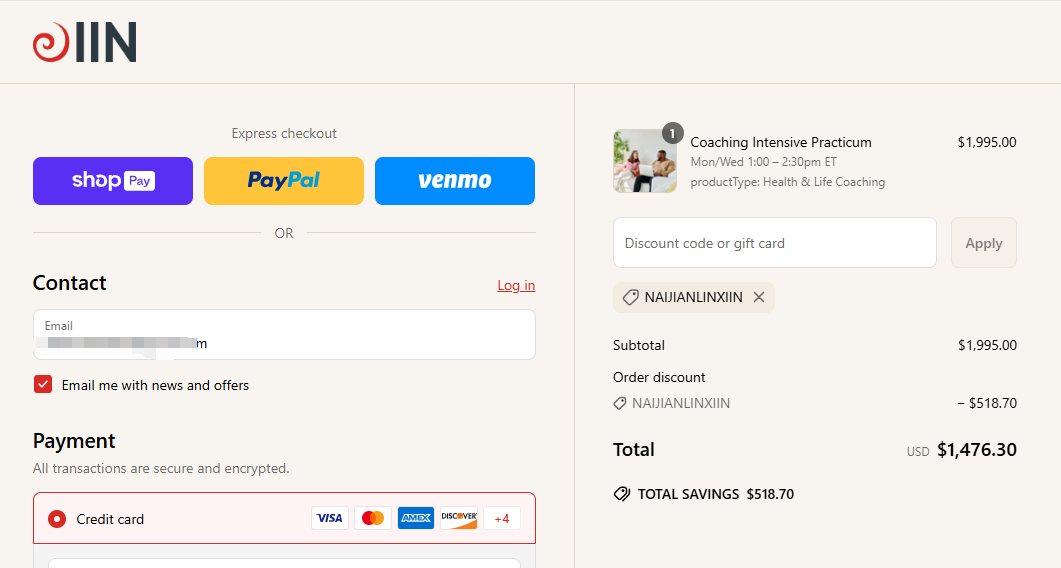 IIN
Express checkout
shop Pay
PayPal
venmo
OR
Contact
Log in
Email
m
Email me with news and offers
Payment
All transactions are secure and encrypted.
Credit card
VISA
AMEX
DISCOVER
+4
1
Coaching Intensive Practicum
$1,995.00
Mon/Wed 1:00 – 2:30pm ET
productType: Health & Life Coaching
Discount code or gift card
Apply
NAIJIANLINXIIN
Subtotal
$1,995.00
Order discount
NAIJIANLINXIIN
– $518.70
Total
USD $1,476.30
TOTAL SAVINGS $518.70